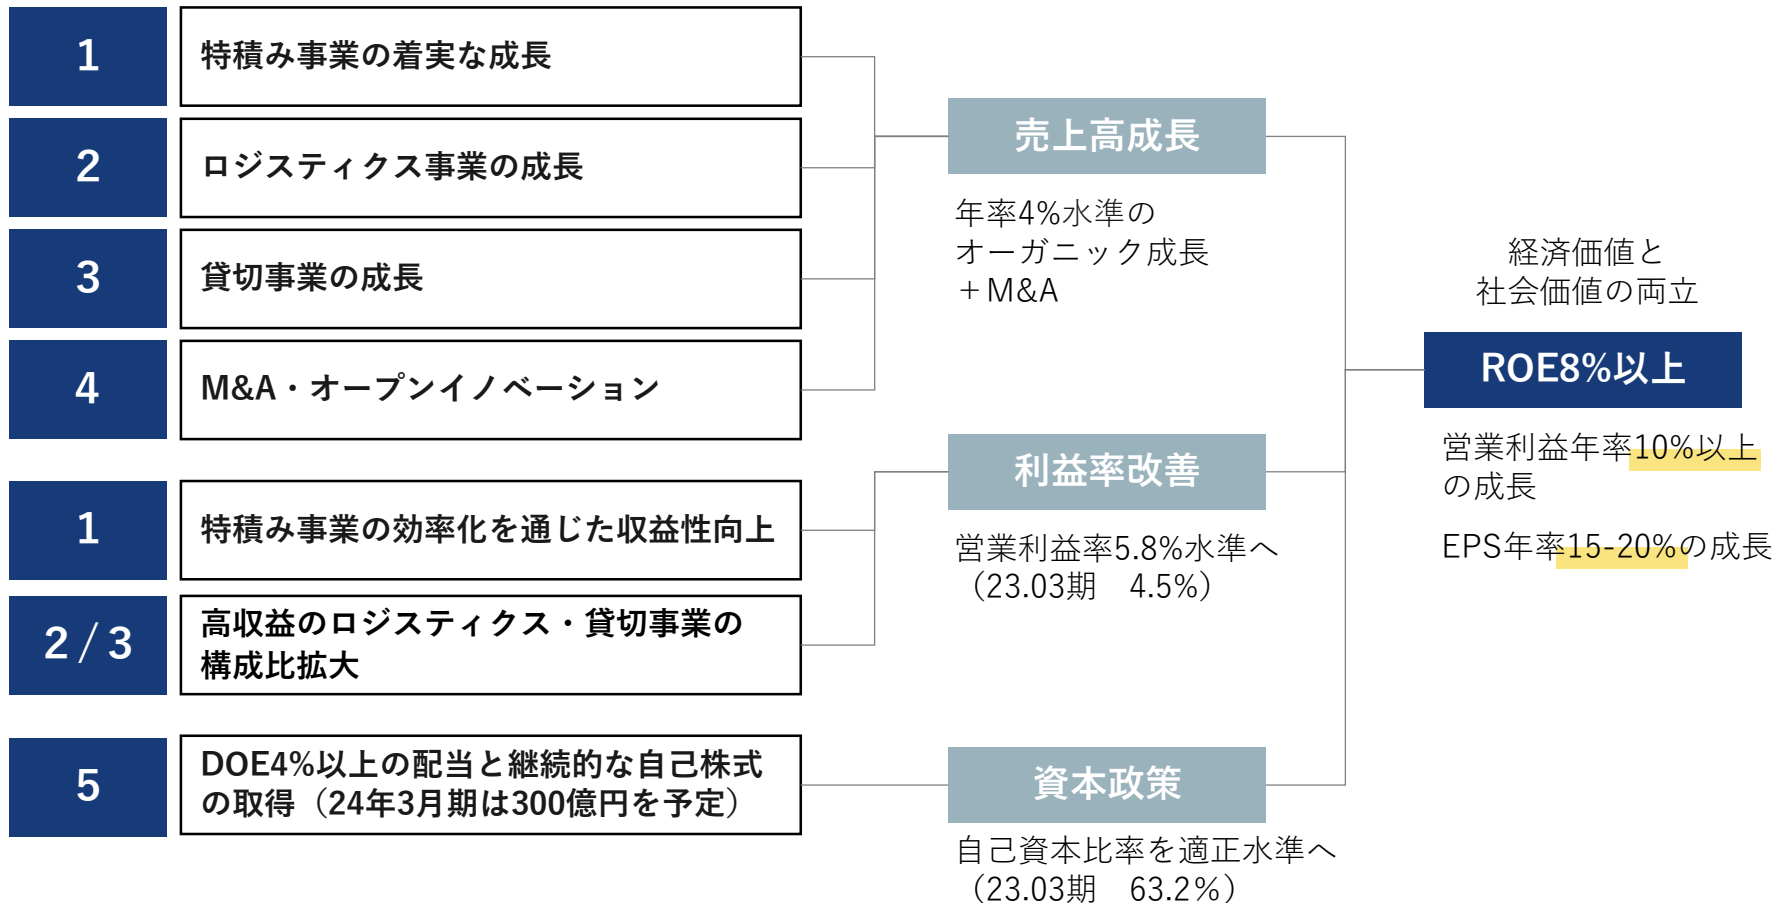 1
特積み事業の着実な成長
2
ロジスティクス事業の成長
3
貸切事業の成長
4
M&A・オープンイノベーション
1
特積み事業の効率化を通じた収益性向上
2/3
高収益のロジスティクス・貸切事業の
構成比拡大
5
DOE4%以上の配当と継続的な自己株式
の取得（24年3月期は300億円を予定）
売上高成長
年率4%水準の
オーガニック成長
＋M&A
利益率改善
営業利益率5.8%水準へ
（23.03期　4.5%）
資本政策
自己資本比率を適正水準へ
（23.03期　63.2％）
経済価値と
社会価値の両立
ROE8%以上
営業利益年率10%以上
の成長
EPS年率15-20%の成長